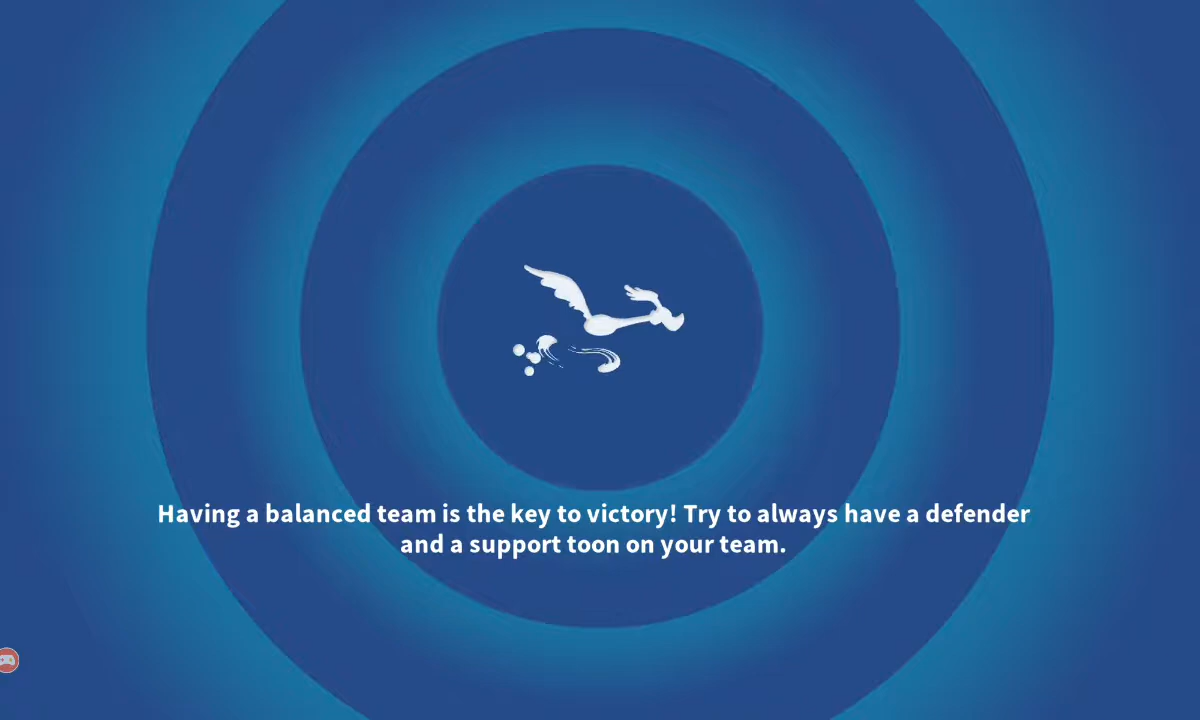 Having a balanced team is the key to victory! Try to always have a defender
and a support toon on your team.